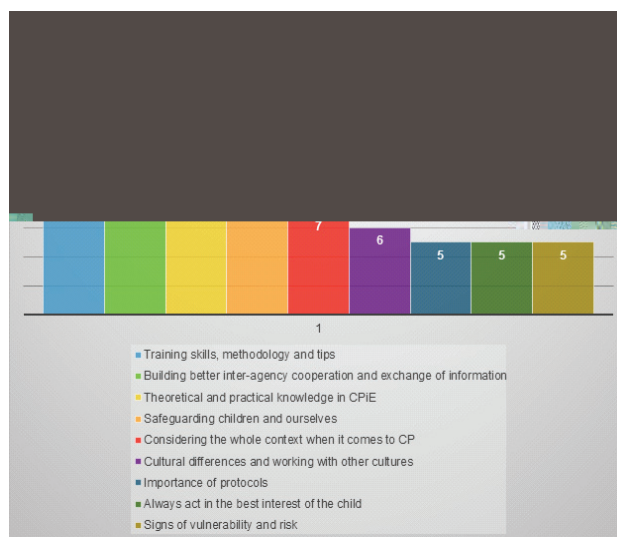 7
6
5
5
5
1
Training skills, methodology and tips
Building better inter-agency cooperation and exchange of information
Theoretical and practical knowledge in CPiE
Safeguarding children and ourselves
Considering the whole context when it comes to CP
Cultural differences and working with other cultures
Importance of protocols
Always act in the best interest of the child
Signs of vulnerability and risk